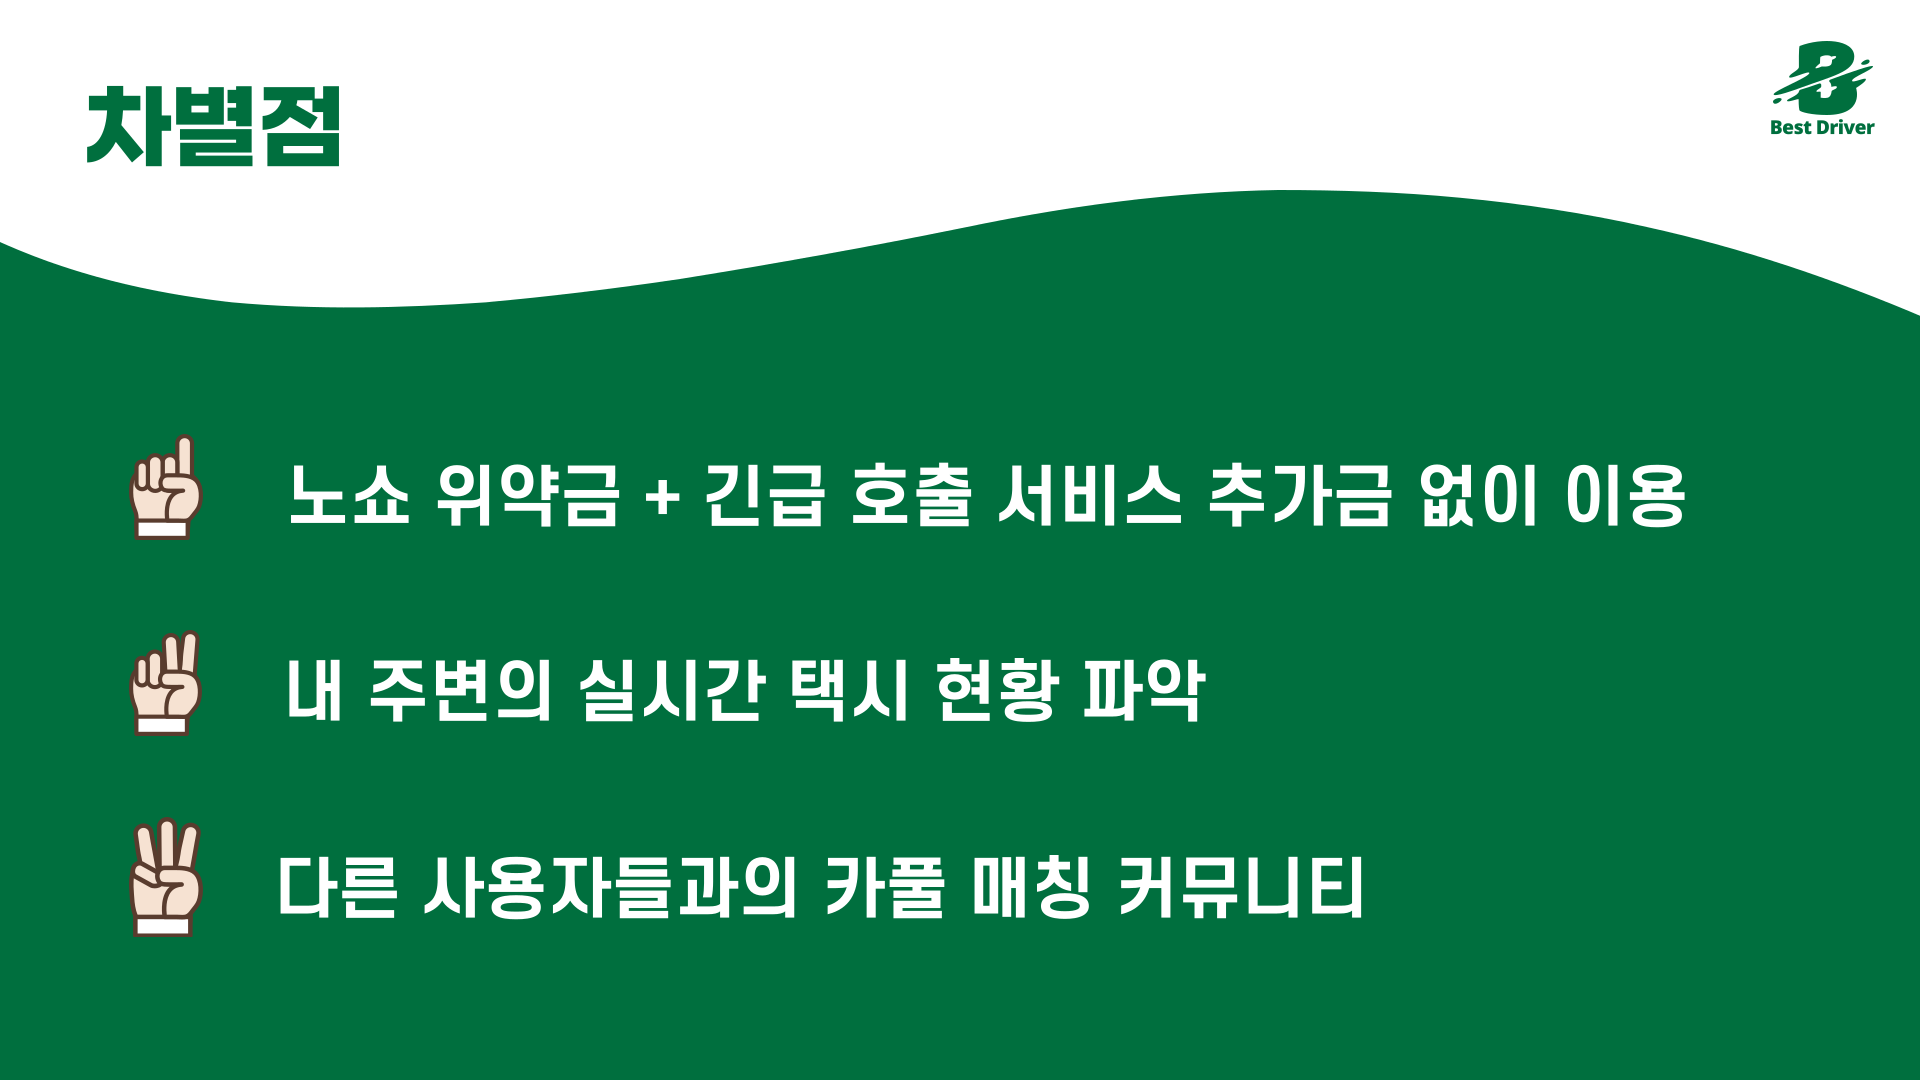 차별점
Best Driver
노쇼 위약금 + 긴급 호출 서비스 추가금 없이 이용
내 주변의 실시간 택시 현황 파악
다른 사용자들과의 카풀 매칭 커뮤니티